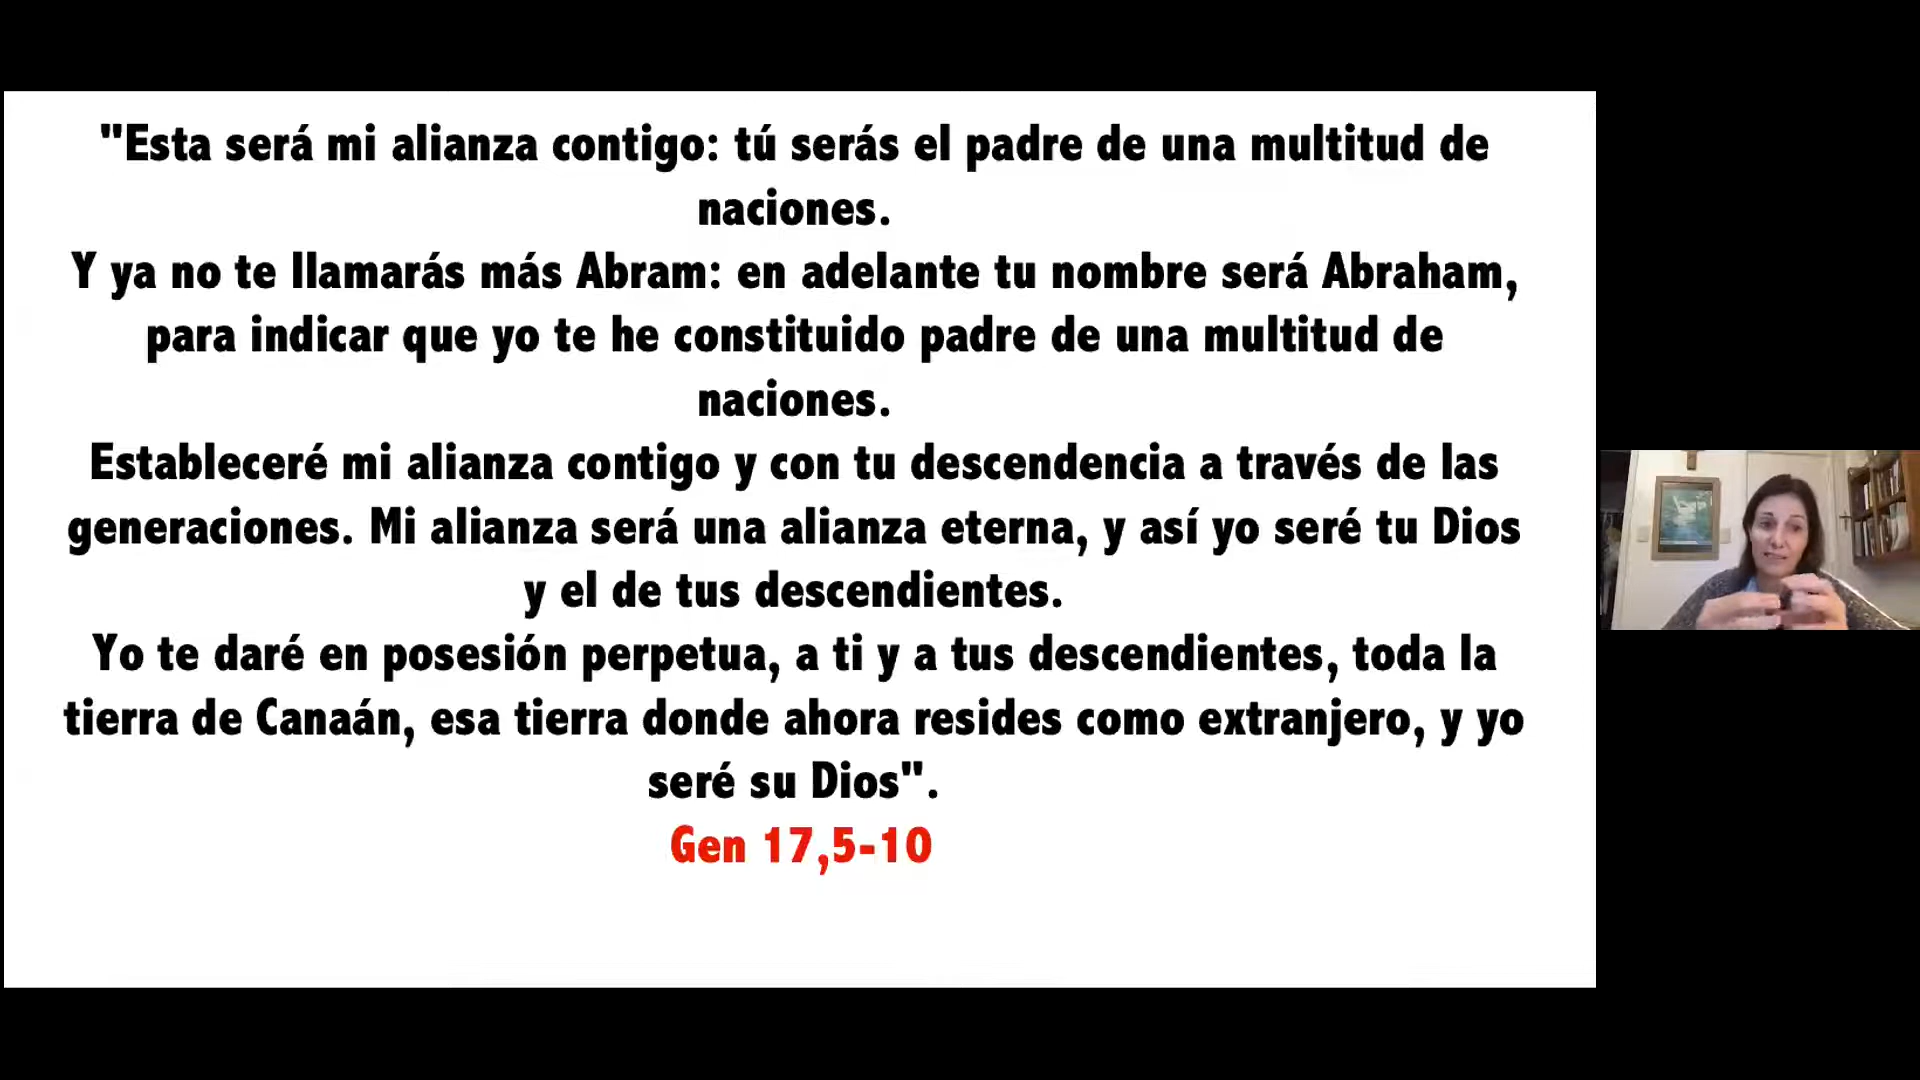 "Esta será mi alianza contigo: tú serás el padre de una multitud de
naciones.
Y ya no te llamarás más Abram: en adelante tu nombre será Abraham,
para indicar que yo te he constituido padre de una multitud de
naciones.
Estableceré mi alianza contigo y con tu descendencia a través de las
generaciones. Mi alianza será una alianza eterna, y así yo seré tu Dios
y el de tus descendientes.
Yo te daré en posesión perpetua, a ti y a tus descendientes, toda la
tierra de Canaán, esa tierra donde ahora resides como extranjero, y yo
seré su Dios".
Gen 17,5-10